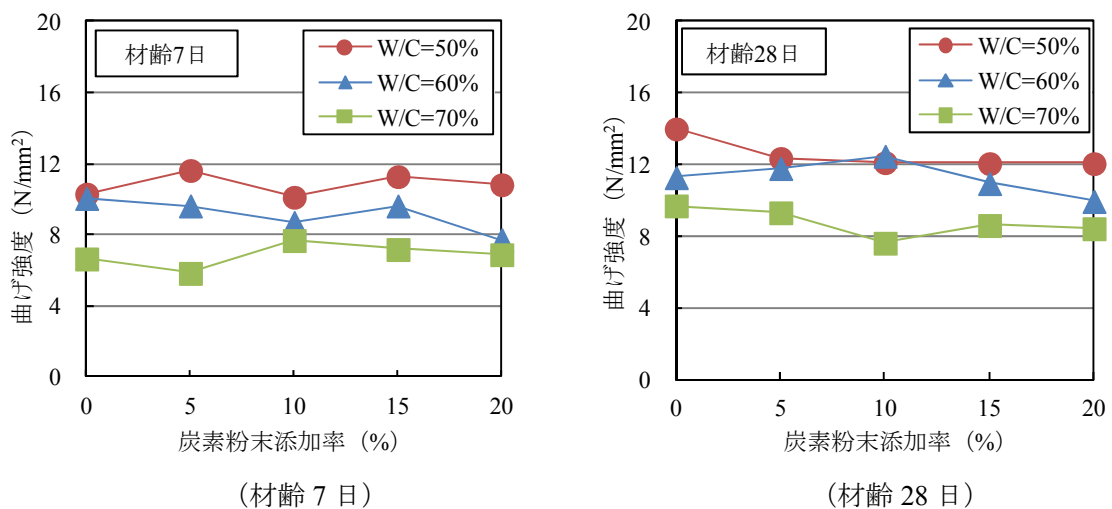 材齢7日
W/C=50%
W/C=60%
W/C=70%
曲げ強度（N/mm²）
20
16
12
8
4
0
0 5 10 15 20
炭素粉末添加率（%）
（材齢 7 日）
材齢28日
W/C=50%
W/C=60%
W/C=70%
曲げ強度（N/mm²）
20
16
12
8
4
0
0 5 10 15 20
炭素粉末添加率（%）
（材齢 28 日）